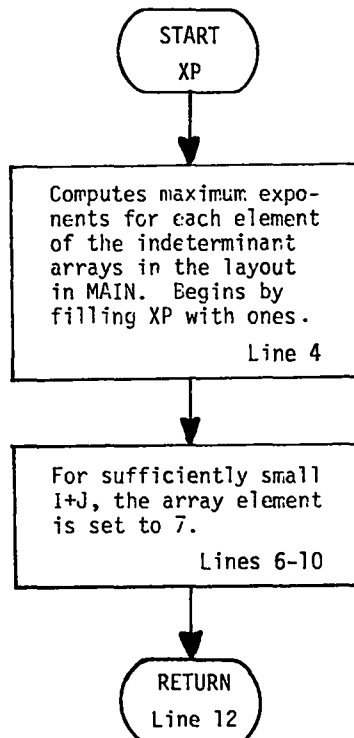 START
XP
Computes maximum expo-
nents for each element
of the indeterminant
arrays in the layout
in MAIN. Begins by
filling XP with ones.
Line 4
For sufficiently small
I+J, the array element
is set to 7.
Lines 6-10
RETURN
Line 12